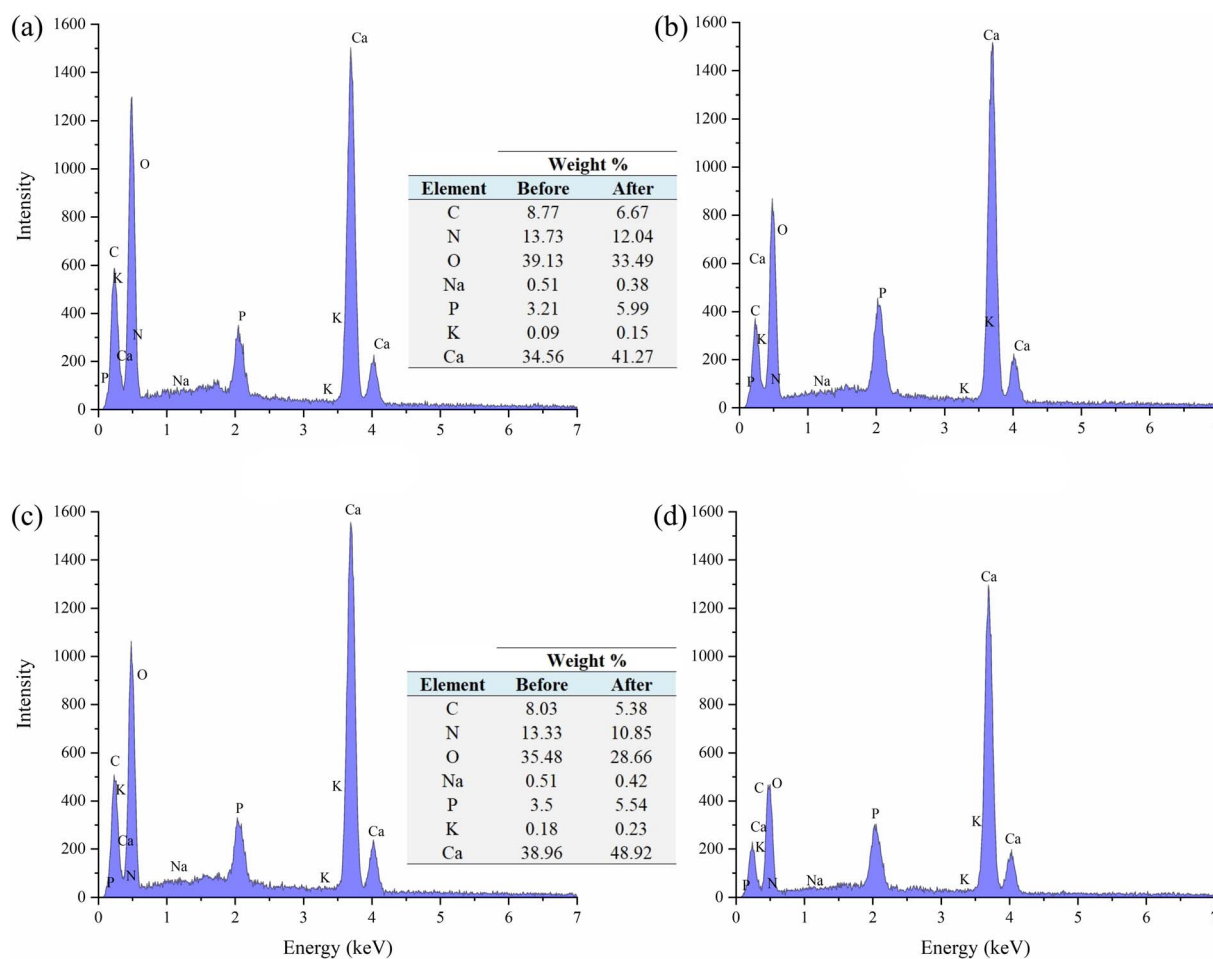 (a)
1600
1400
1200
1000
800
600
400
200
0
Intensity
Ca
O
C
K
N
Ca
P
Na
P
K
K
Ca
0 1 2 3 4 5 6 7
Weight %
Element Before After
C 8.77 6.67
N 13.73 12.04
O 39.13 33.49
Na 0.51 0.38
P 3.21 5.99
K 0.09 0.15
Ca 34.56 41.27
(b)
1600
1400
1200
1000
800
600
400
200
0
Ca
O
Ca
C
K
P
N
Na
P
K
K
Ca
0 1 2 3 4 5 6 7
(c)
1600
1400
1200
1000
800
600
400
200
0
Intensity
Ca
O
C
K
Ca
P
N
Na
P
K
K
Ca
0 1 2 3 4 5 6 7
Energy (keV)
Weight %
Element Before After
C 8.03 5.38
N 13.33 10.85
O 35.48 28.66
Na 0.51 0.42
P 3.5 5.54
K 0.18 0.23
Ca 38.96 48.92
(d)
1600
1400
1200
1000
800
600
400
200
0
Ca
C
O
Ca
K
P
N
Na
P
K
K
Ca
0 1 2 3 4 5 6 7
Energy (keV)